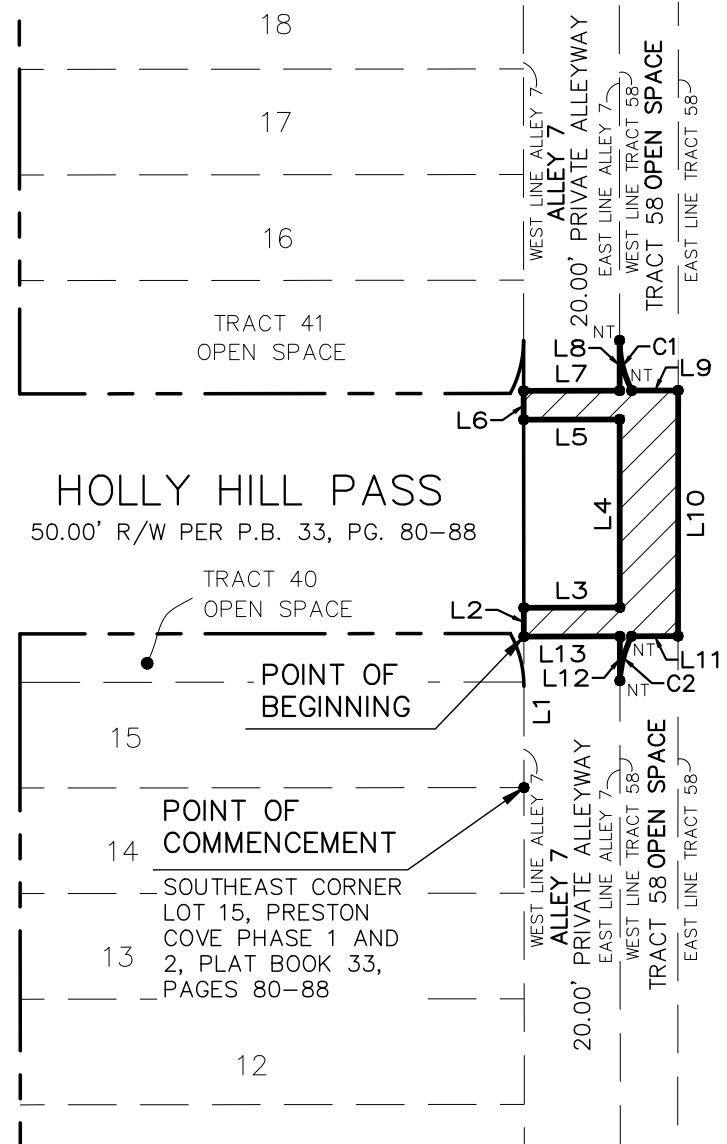 18
17
16
TRACT 41
OPEN SPACE
WEST LINE ALLEY 7
ALLEY 7
20.00' PRIVATE ALLEYWAY
EAST LINE ALLEY 7
WEST LINE TRACT 58
TRACT 58 OPEN SPACE
EAST LINE TRACT 58
NT
L8
C1
L7
NT
L9
L6
L5
HOLLY HILL PASS
50.00' R/W PER P.B. 33, PG. 80-88
L4
L10
TRACT 40
OPEN SPACE
L3
L2
L13
NT
L11
L12
NT
C2
POINT OF
BEGINNING
L1
15
POINT OF
COMMENCEMENT
SOUTHEAST CORNER
LOT 15, PRESTON
COVE PHASE 1 AND
2, PLAT BOOK 33,
PAGES 80-88
14
13
12
WEST LINE ALLEY 7
ALLEY 7
20.00' PRIVATE ALLEYWAY
EAST LINE ALLEY 7
WEST LINE TRACT 58
TRACT 58 OPEN SPACE
EAST LINE TRACT 58